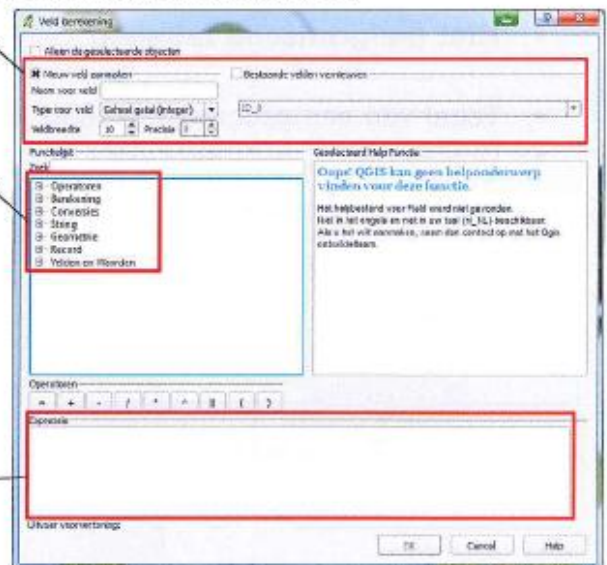 Veld berekening
Alleen de geselecteerde objecten
Nieuw veld aanmaken
Bestaande velden vernieuwen
Naam voor veld
Type voor veld Geheel getal (integer)
ID_0
Veldbreedte 10 Precisie
Functielijst
Geselecteerd Help Functie
Zoek
Operatoren
Berekening
Conversies
String
Geometrie
Record
Velden en Waarden
Oeps! QGIS kan geen helponderwerp
vinden voor deze functie.
Het helpbestand voor Field werd niet gevonden.
Niet in het engels en niet in uw taal (nl_NL) beschikbaar.
Als u het wilt aanmaken, neem dan contact op met het Qgis
ontwikkelteam.
Operatoren
= + - / * ^ || ( )
Expressie
Uitvoer voorvertoning:
OK Cancel Help